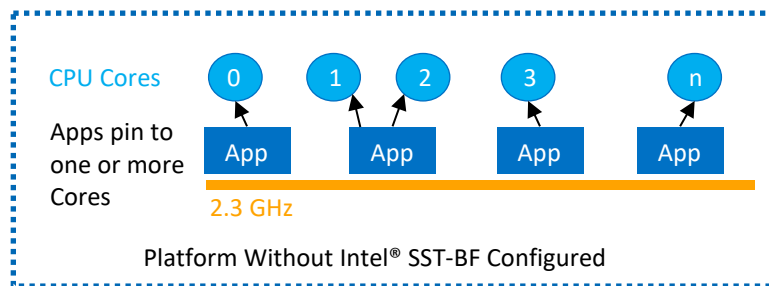 CPU Cores 0 1 2 3 n
Apps pin to
one or more
Cores
App App App App
2.3 GHz
Platform Without Intel® SST-BF Configured